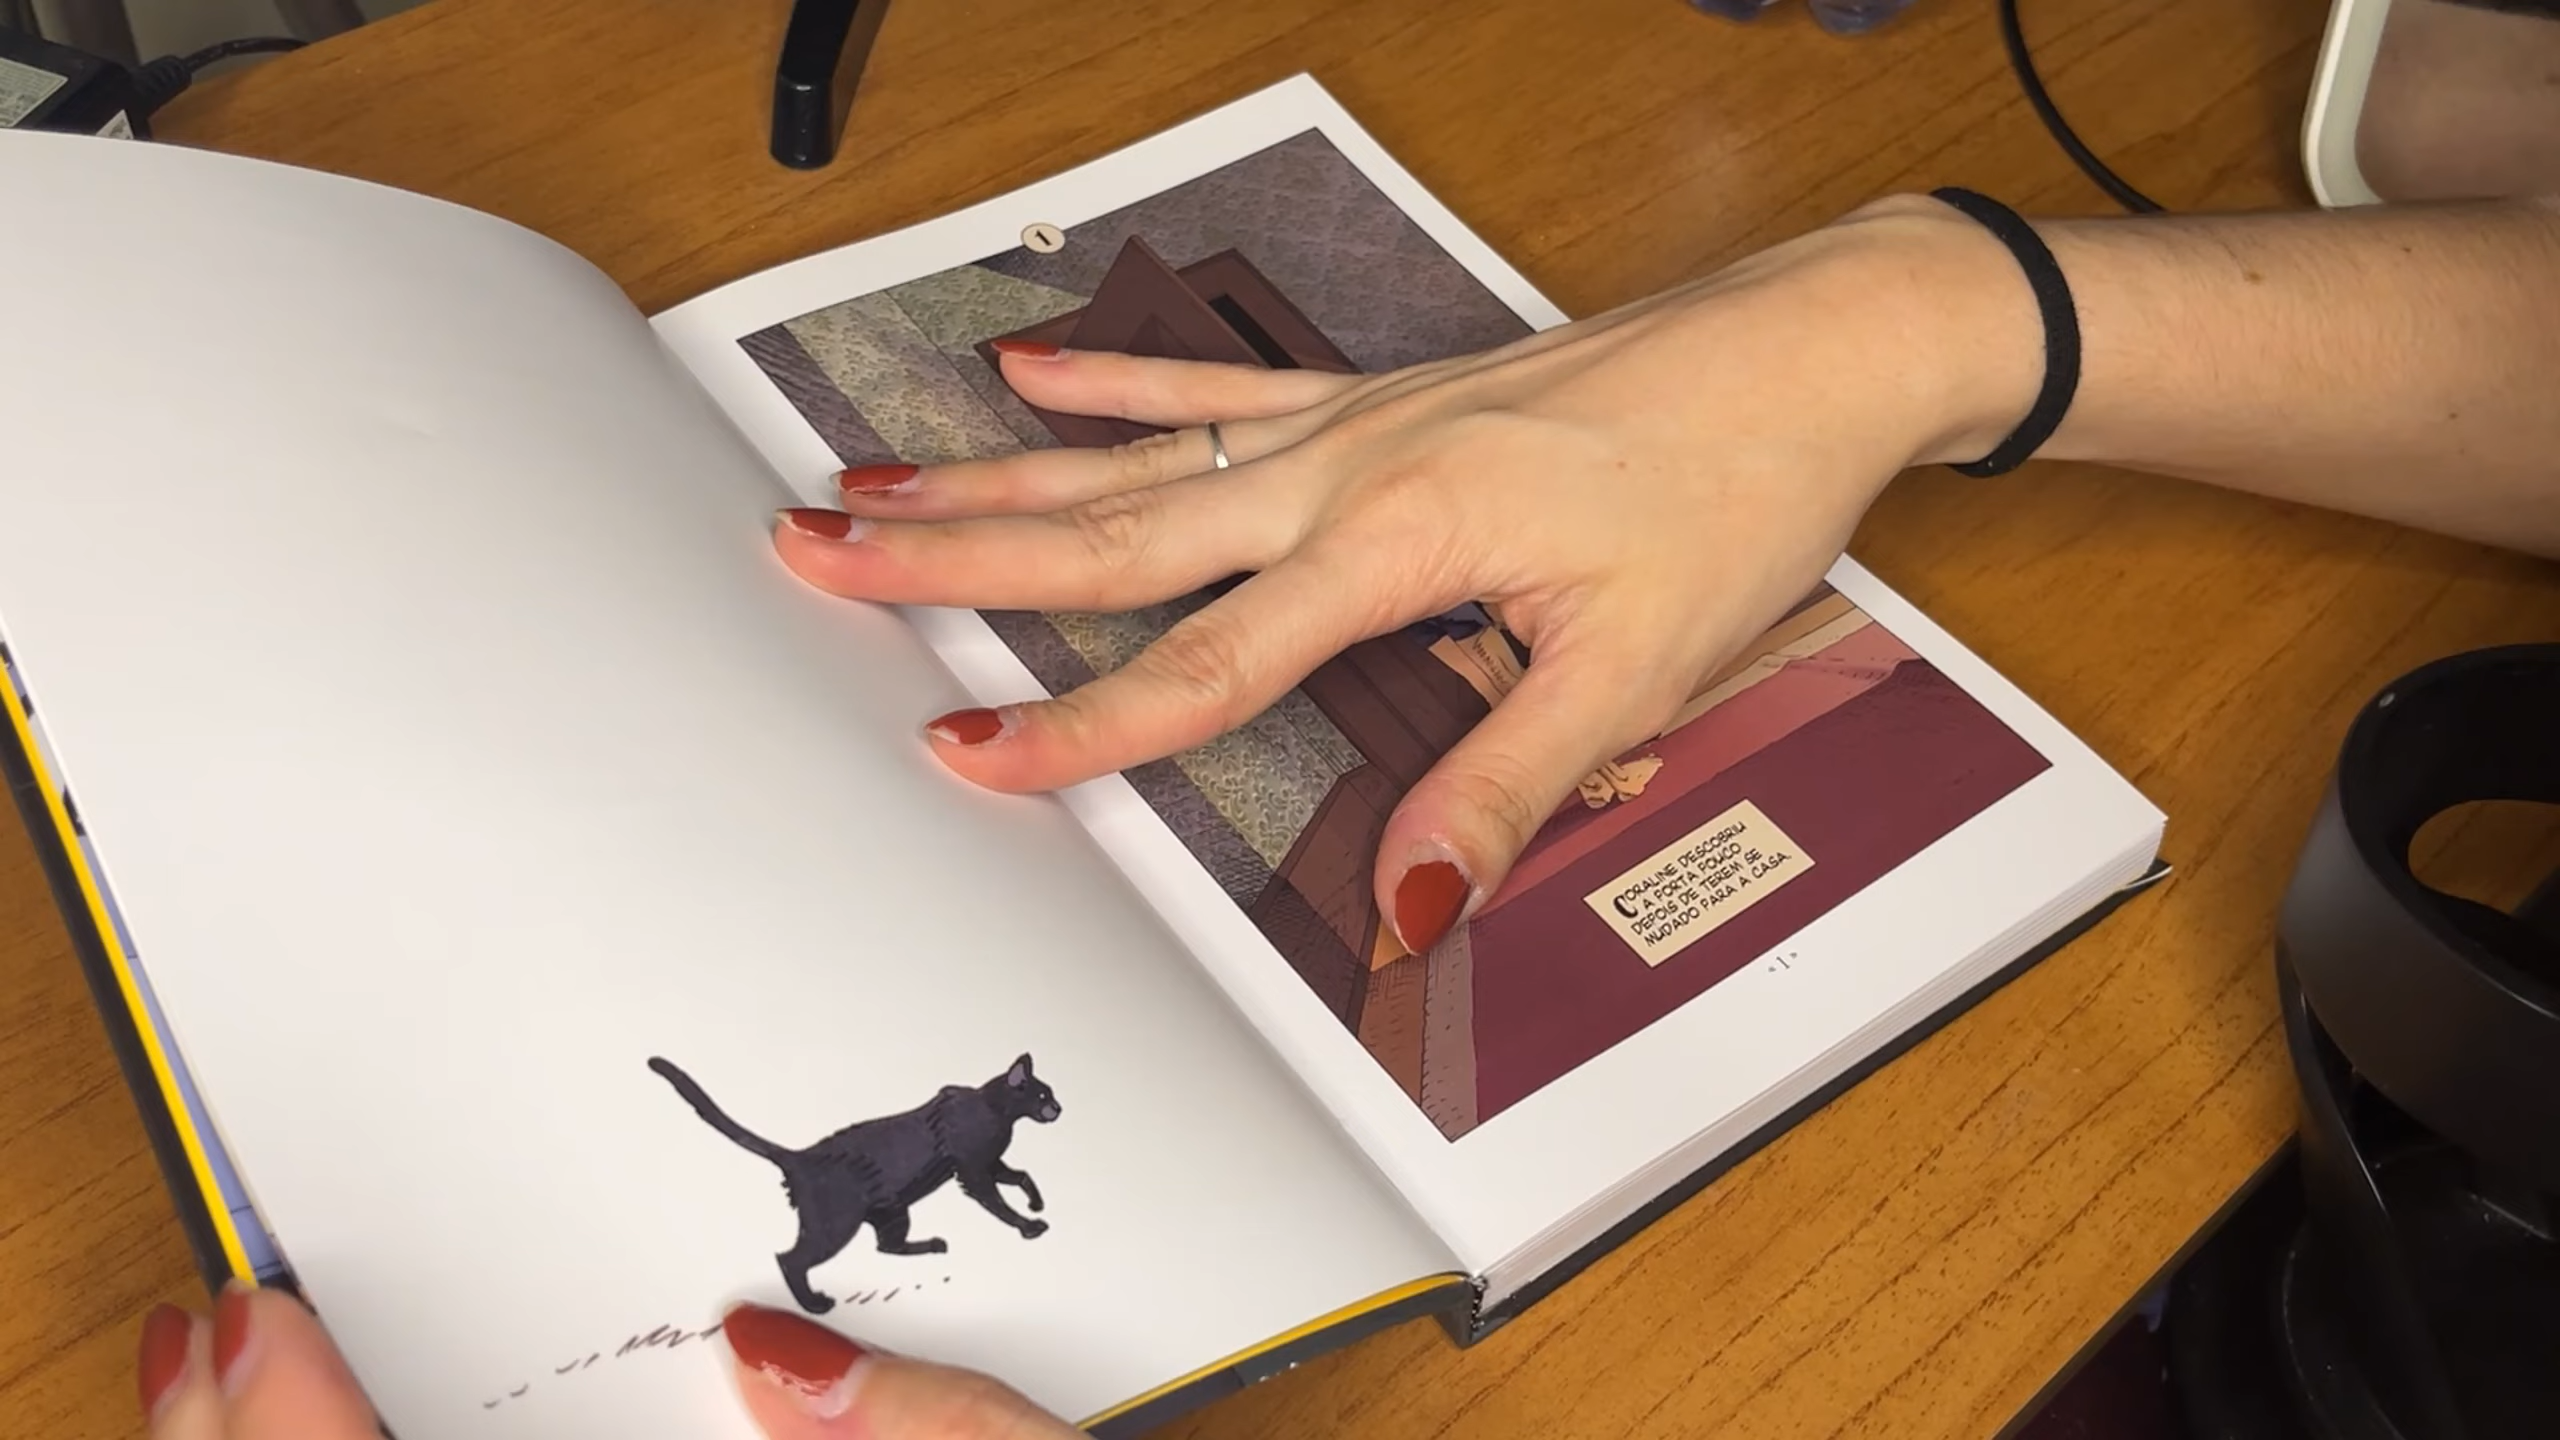 1
CORALINE DESCOBRIU
A PORTA POUCO
DEPOIS DE TEREM SE
MUDADO PARA A CASA.
«1»